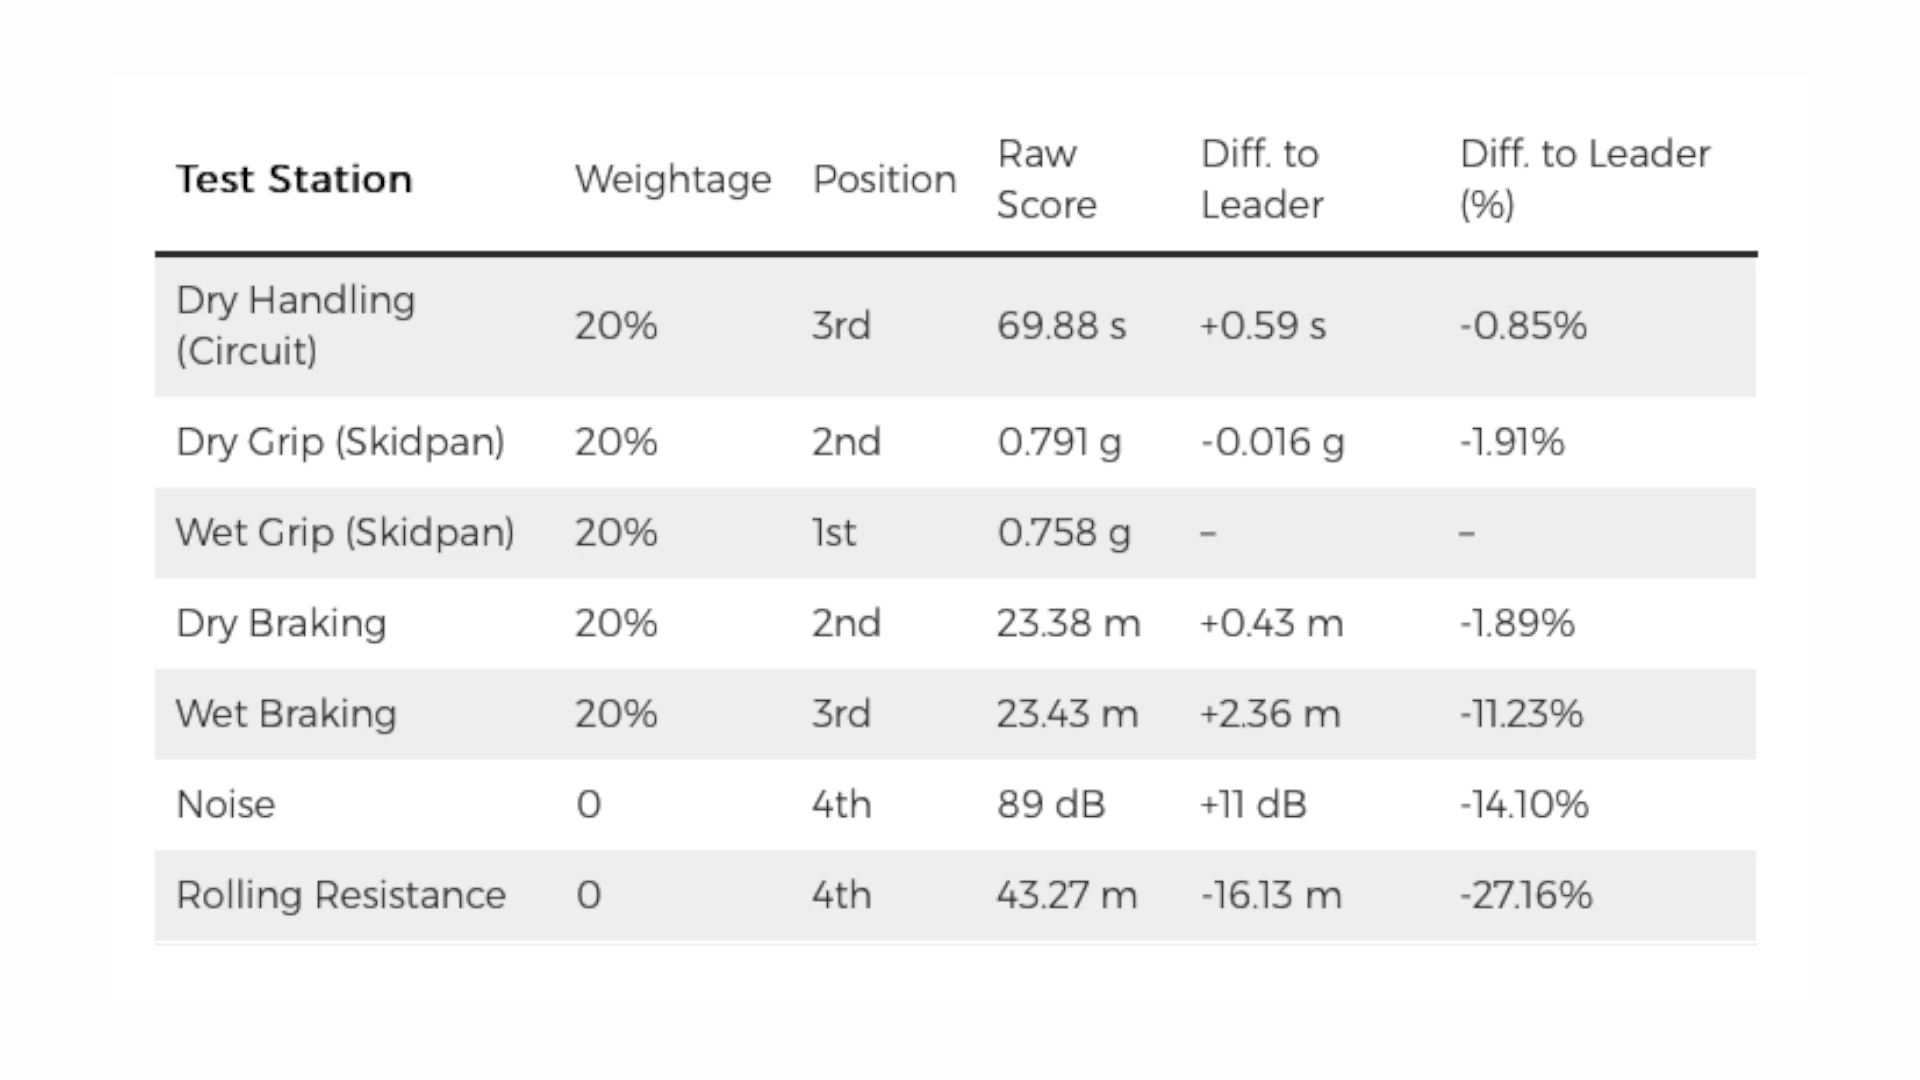 Test Station Weightage Position Raw Score Diff. to Leader Diff. to Leader (%)
Dry Handling (Circuit) 20% 3rd 69.88 s +0.59 s -0.85%
Dry Grip (Skidpan) 20% 2nd 0.791 g -0.016 g -1.91%
Wet Grip (Skidpan) 20% 1st 0.758 g – –
Dry Braking 20% 2nd 23.38 m +0.43 m -1.89%
Wet Braking 20% 3rd 23.43 m +2.36 m -11.23%
Noise 0 4th 89 dB +11 dB -14.10%
Rolling Resistance 0 4th 43.27 m -16.13 m -27.16%